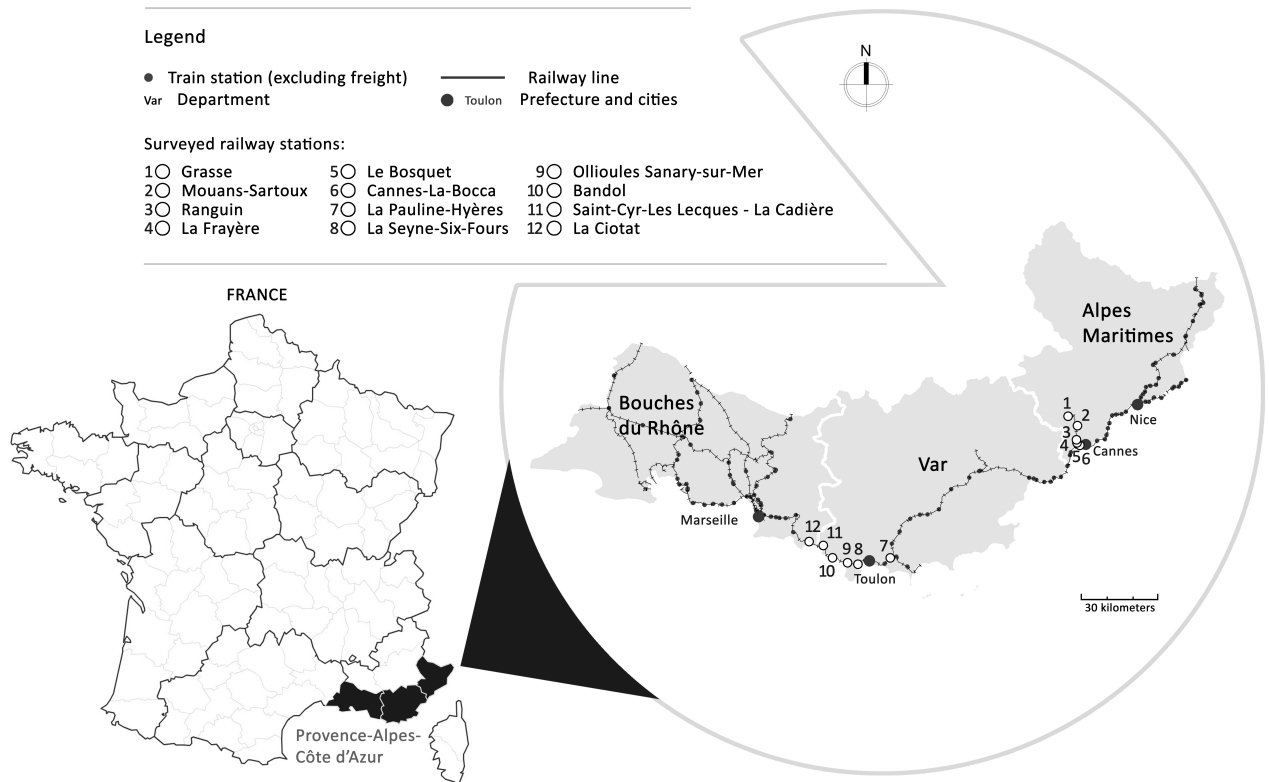 Legend
Train station (excluding freight)
Railway line
Var Department
Toulon Prefecture and cities
Surveyed railway stations:
1 Grasse
2 Mouans-Sartoux
3 Ranguin
4 La Frayère
5 Le Bosquet
6 Cannes-La-Bocca
7 La Pauline-Hyères
8 La Seyne-Six-Fours
9 Ollioules Sanary-sur-Mer
10 Bandol
11 Saint-Cyr-Les Lecques - La Cadière
12 La Ciotat
N
FRANCE
Provence-Alpes-
Côte d’Azur
Alpes
Maritimes
Bouches
du Rhône
Var
1
2
3
4
5
6
Nice
Cannes
Marseille
12
11
10
9
8
7
Toulon
30 kilometers